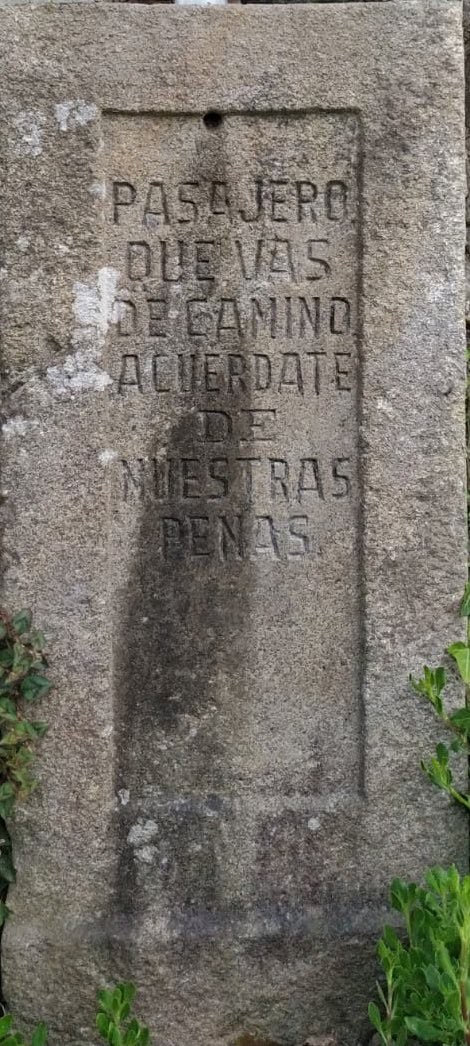 PASAJERO
QUE VAS
DE CAMINO
ACUERDATE
DE
NUESTRAS
PENAS.